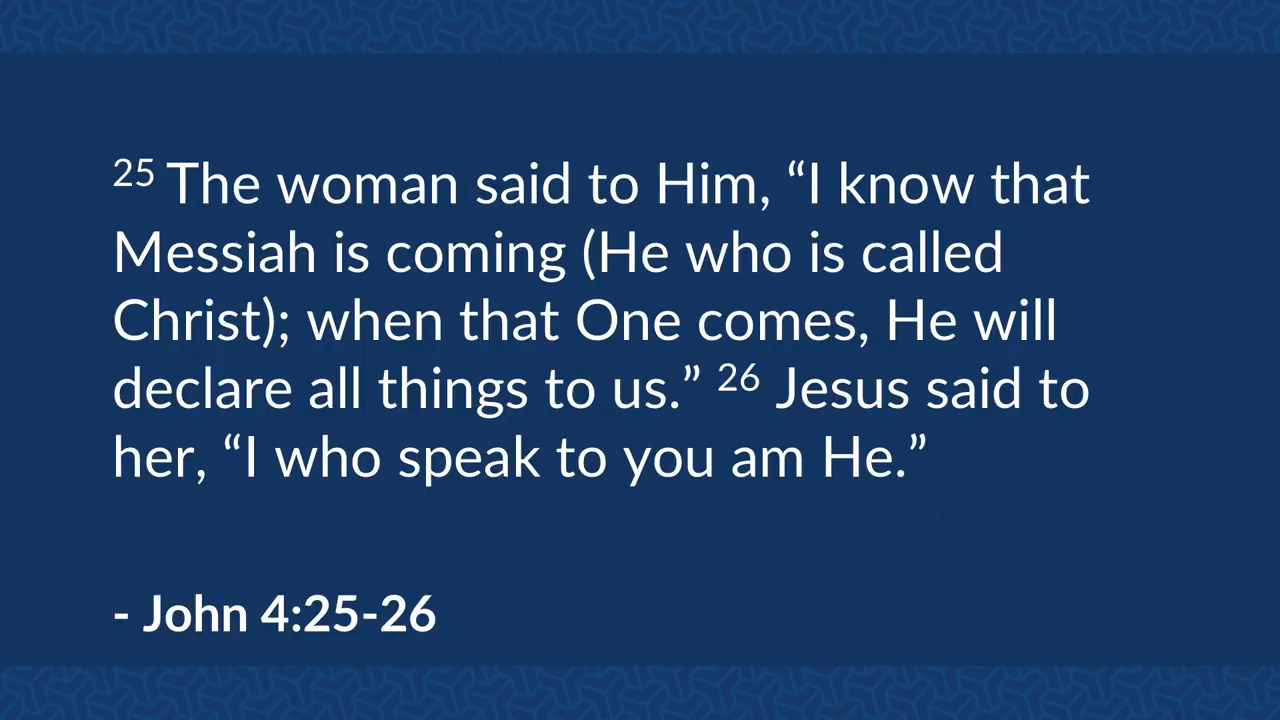 25 The woman said to Him, “I know that
Messiah is coming (He who is called
Christ); when that One comes, He will
declare all things to us.” 26 Jesus said to
her, “I who speak to you am He.”
- John 4:25-26